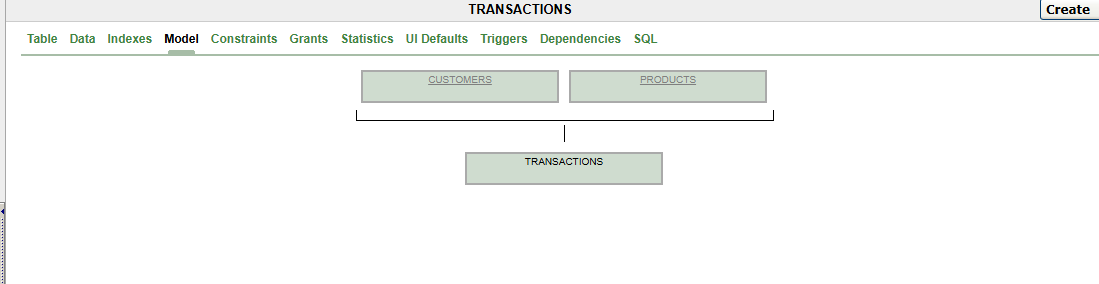 TRANSACTIONS
Create
Table Data Indexes Model Constraints Grants Statistics UI Defaults Triggers Dependencies SQL
CUSTOMERS PRODUCTS
TRANSACTIONS